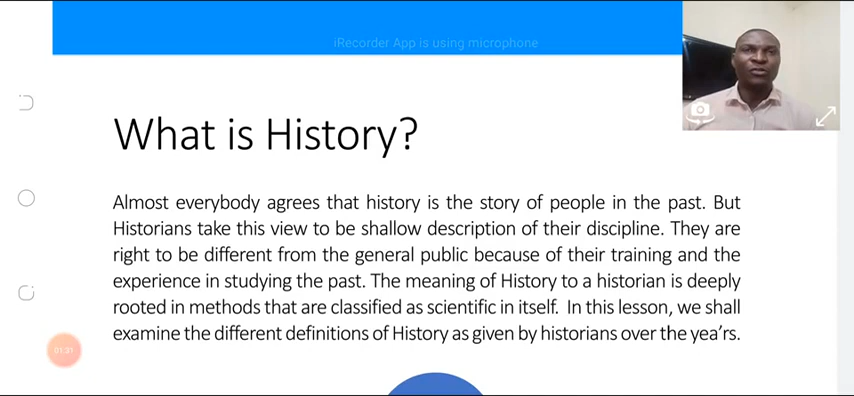 iRecorder App is using microphone
What is History?
Almost everybody agrees that history is the story of people in the past. But
Historians take this view to be shallow description of their discipline. They are
right to be different from the general public because of their training and the
experience in studying the past. The meaning of History to a historian is deeply
rooted in methods that are classified as scientific in itself. In this lesson, we shall
examine the different definitions of History as given by historians over the yea’rs.
01:31